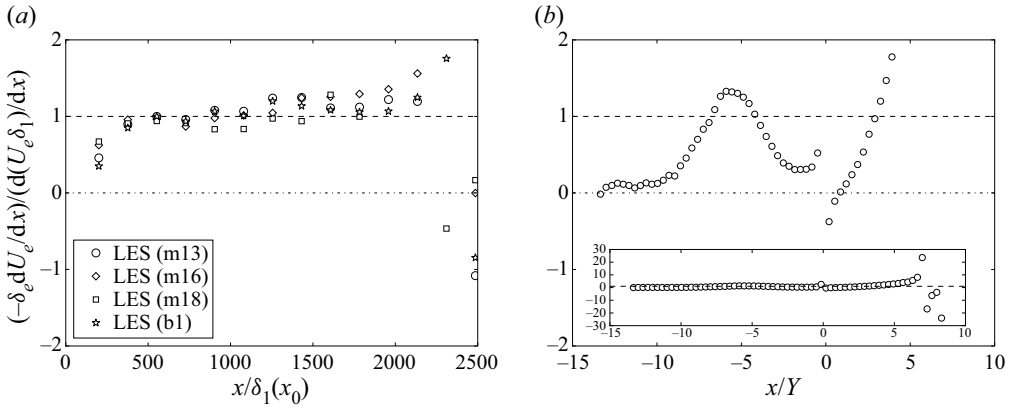 (a)
(b)
2
1
0
−1
−2
(−δe dUe/dx)/(d(Ueδ1)/dx)
LES (m13)
LES (m16)
LES (m18)
LES (b1)
0 500 1000 1500 2000 2500
x/δ1(x0)
2
1
0
1
2
30
20
10
0
−10
−20
−30
−15 −10 −5 0 5 10
−15 −10 −5 0 5 10
x/Y